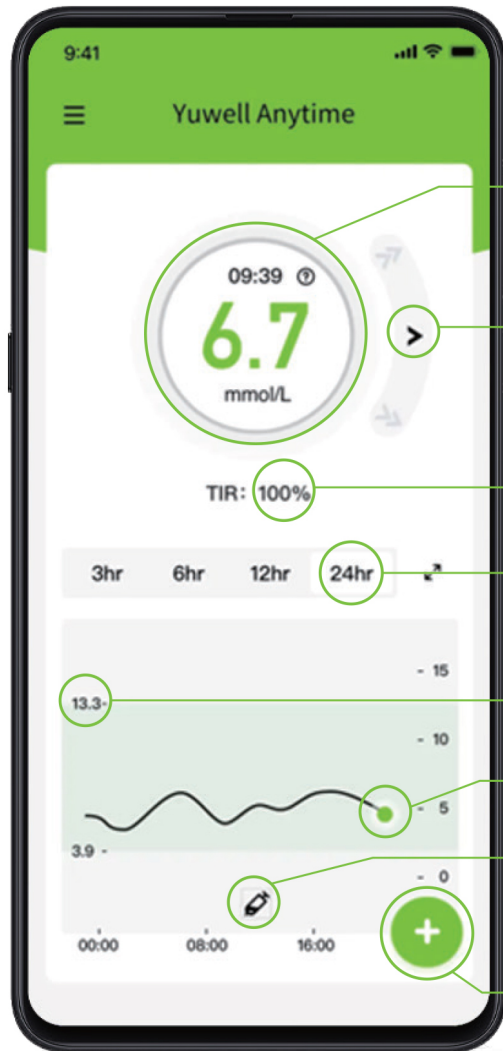 9:41
Yuwell Anytime
09:39 ?
6.7
mmol/L
TIR: 100%
3hr 6hr 12hr 24hr
- 15
13.3-
- 10
- 5
3.9 -
- 0
+
00:00 08:00 16:00